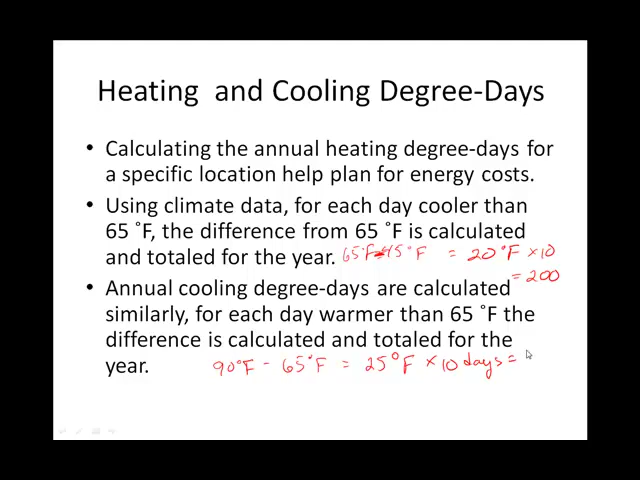 Heating and Cooling Degree-Days
• Calculating the annual heating degree-days for
a specific location help plan for energy costs.
• Using climate data, for each day cooler than
65 ˚F, the difference from 65 ˚F is calculated
and totaled for the year. 65°F-45°F = 20°F ×10
= 200
• Annual cooling degree-days are calculated
similarly, for each day warmer than 65 ˚F the
difference is calculated and totaled for the
year. 90°F - 65°F = 25°F × 10 days =